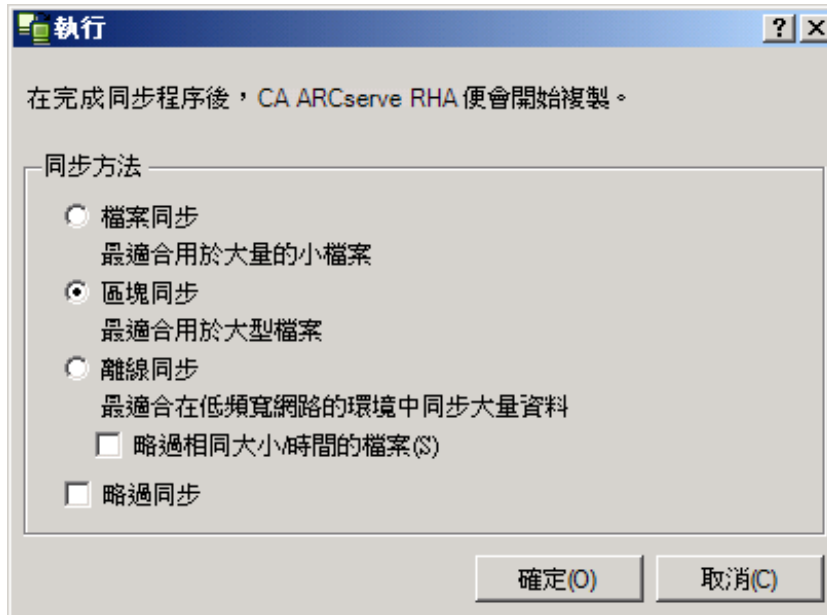 執行
在完成同步程序後，CA ARCserve RHA 便會開始複製。
同步方法
檔案同步
最適合用於大量的小檔案
區塊同步
最適合用於大型檔案
離線同步
最適合在低頻寬網路的環境中同步大量資料
略過相同大小/時間的檔案(S)
略過同步
確定(O)
取消(C)